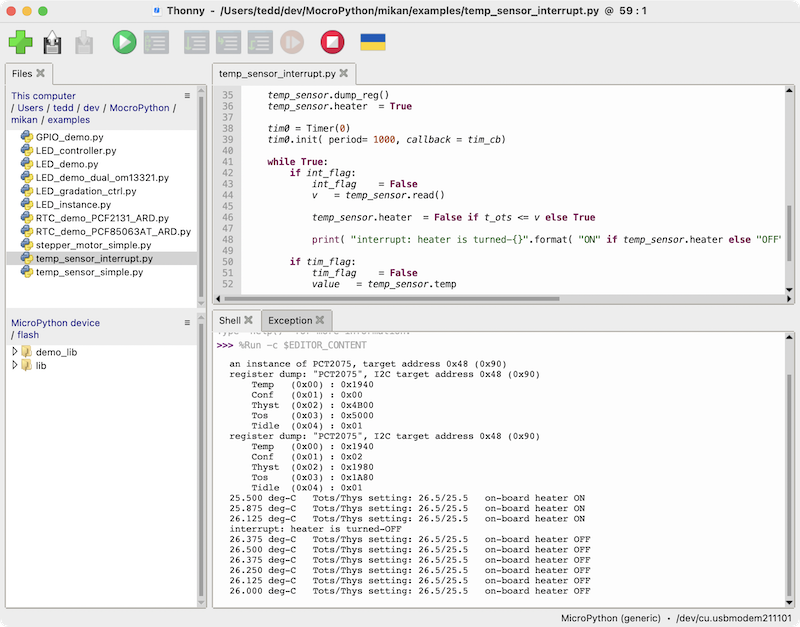 Thonny - /Users/tedd/dev/MocroPython/mikan/examples/temp_sensor_interrupt.py @ 59 : 1
Files
This computer
/ Users / tedd / dev / MocroPython /
mikan / examples
GPIO_demo.py
LED_controller.py
LED_demo.py
LED_demo_dual_om13321.py
LED_gradation_ctrl.py
LED_instance.py
RTC_demo_PCF2131_ARD.py
RTC_demo_PCF85063AT_ARD.py
stepper_motor_simple.py
temp_sensor_interrupt.py
temp_sensor_simple.py
MicroPython device
/ flash
demo_lib
lib
temp_sensor_interrupt.py
35 temp_sensor.dump_reg()
36 temp_sensor.heater = True
37
38 tim0 = Timer(0)
39 tim0.init( period= 1000, callback = tim_cb)
40
41 while True:
42 if int_flag:
43 int_flag = False
44 v = temp_sensor.read()
45
46 temp_sensor.heater = False if t_ots <= v else True
47
48 print( "interrupt: heater is turned-{}".format( "ON" if temp_sensor.heater else "OFF"
49
50 if tim_flag:
51 tim_flag = False
52 value = temp_sensor.temp
Shell
Exception
Type "help()" for more information.
>>> %Run -c $EDITOR_CONTENT
an instance of PCT2075, target address 0x48 (0x90)
register dump: "PCT2075", I2C target address 0x48 (0x90)
Temp (0x00) : 0x1940
Conf (0x01) : 0x00
Thyst (0x02) : 0x4B00
Tos (0x03) : 0x5000
Tidle (0x04) : 0x01
register dump: "PCT2075", I2C target address 0x48 (0x90)
Temp (0x00) : 0x1940
Conf (0x01) : 0x02
Thyst (0x02) : 0x1980
Tos (0x03) : 0x1A80
Tidle (0x04) : 0x01
25.500 deg-C Tots/Thys setting: 26.5/25.5 on-board heater ON
25.875 deg-C Tots/Thys setting: 26.5/25.5 on-board heater ON
26.125 deg-C Tots/Thys setting: 26.5/25.5 on-board heater ON
interrupt: heater is turned-OFF
26.375 deg-C Tots/Thys setting: 26.5/25.5 on-board heater OFF
26.500 deg-C Tots/Thys setting: 26.5/25.5 on-board heater OFF
26.375 deg-C Tots/Thys setting: 26.5/25.5 on-board heater OFF
26.250 deg-C Tots/Thys setting: 26.5/25.5 on-board heater OFF
26.125 deg-C Tots/Thys setting: 26.5/25.5 on-board heater OFF
26.000 deg-C Tots/Thys setting: 26.5/25.5 on-board heater OFF
MicroPython (generic) • /dev/cu.usbmodem211101